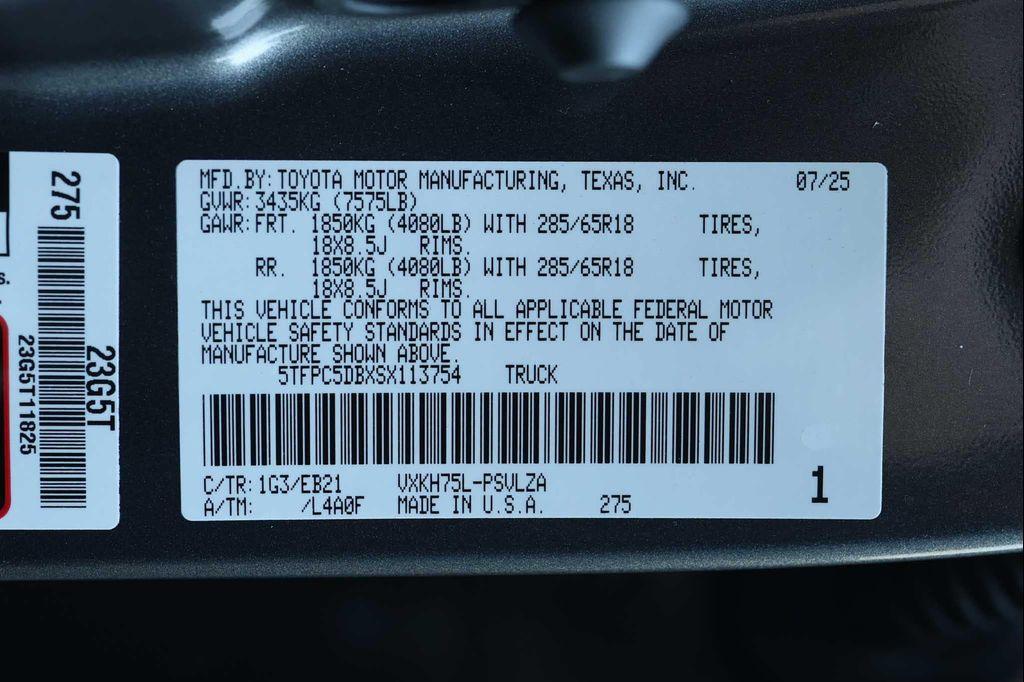 MFD.BY: TOYOTA MOTOR MANUFACTURING, TEXAS, INC. 07/25
GVWR: 3435KG (7575LB)
GAWR: FRT. 1850KG (4080LB) WITH 285/65R18 TIRES,
18X8.5J RIMS.
RR. 1850KG (4080LB) WITH 285/65R18 TIRES,
18X8.5J RIMS.
THIS VEHICLE CONFORMS TO ALL APPLICABLE FEDERAL MOTOR
VEHICLE SAFETY STANDARDS IN EFFECT ON THE DATE OF
MANUFACTURE SHOWN ABOVE.
5TFPC5DBXSX113754 TRUCK
C/TR: 1G3/EB21 VXKH75L-PSVLZA
A/TM: /L4A0F MADE IN U.S.A. 275
1
275
23G5T
23G5T11825
s.